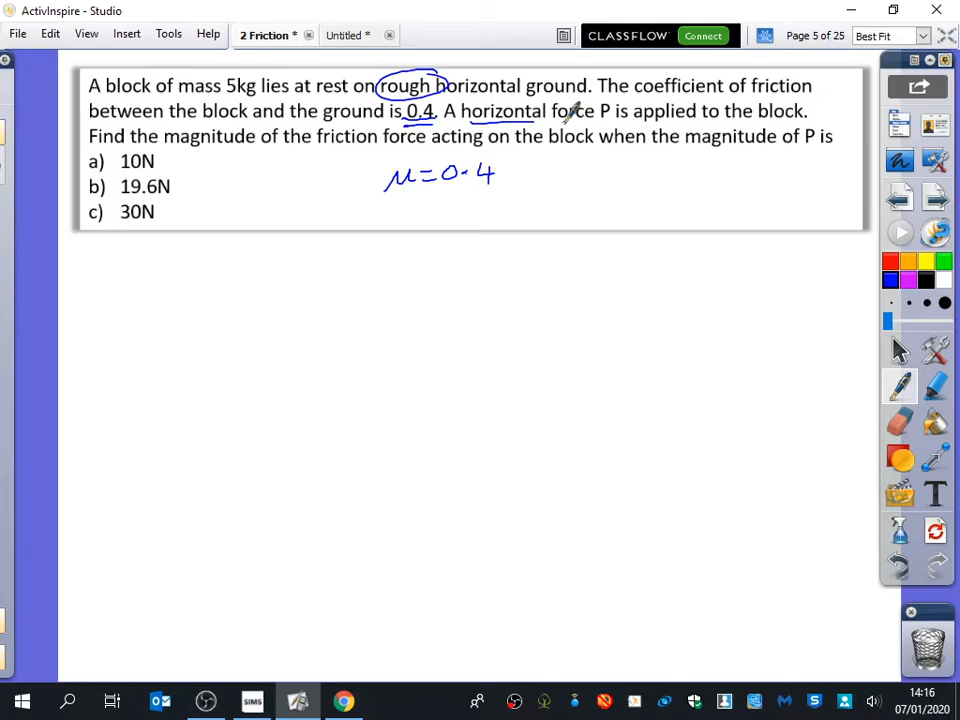 ActivInspire - Studio
File Edit View Insert Tools Help
2 Friction * Untitled *
CLASSFLOW Connect
Page 5 of 25 Best Fit
A block of mass 5kg lies at rest on rough horizontal ground. The coefficient of friction
between the block and the ground is 0.4. A horizontal force P is applied to the block.
Find the magnitude of the friction force acting on the block when the magnitude of P is
a) 10N
b) 19.6N
c) 30N
μ=0.4
SIMS
14:16
07/01/2020